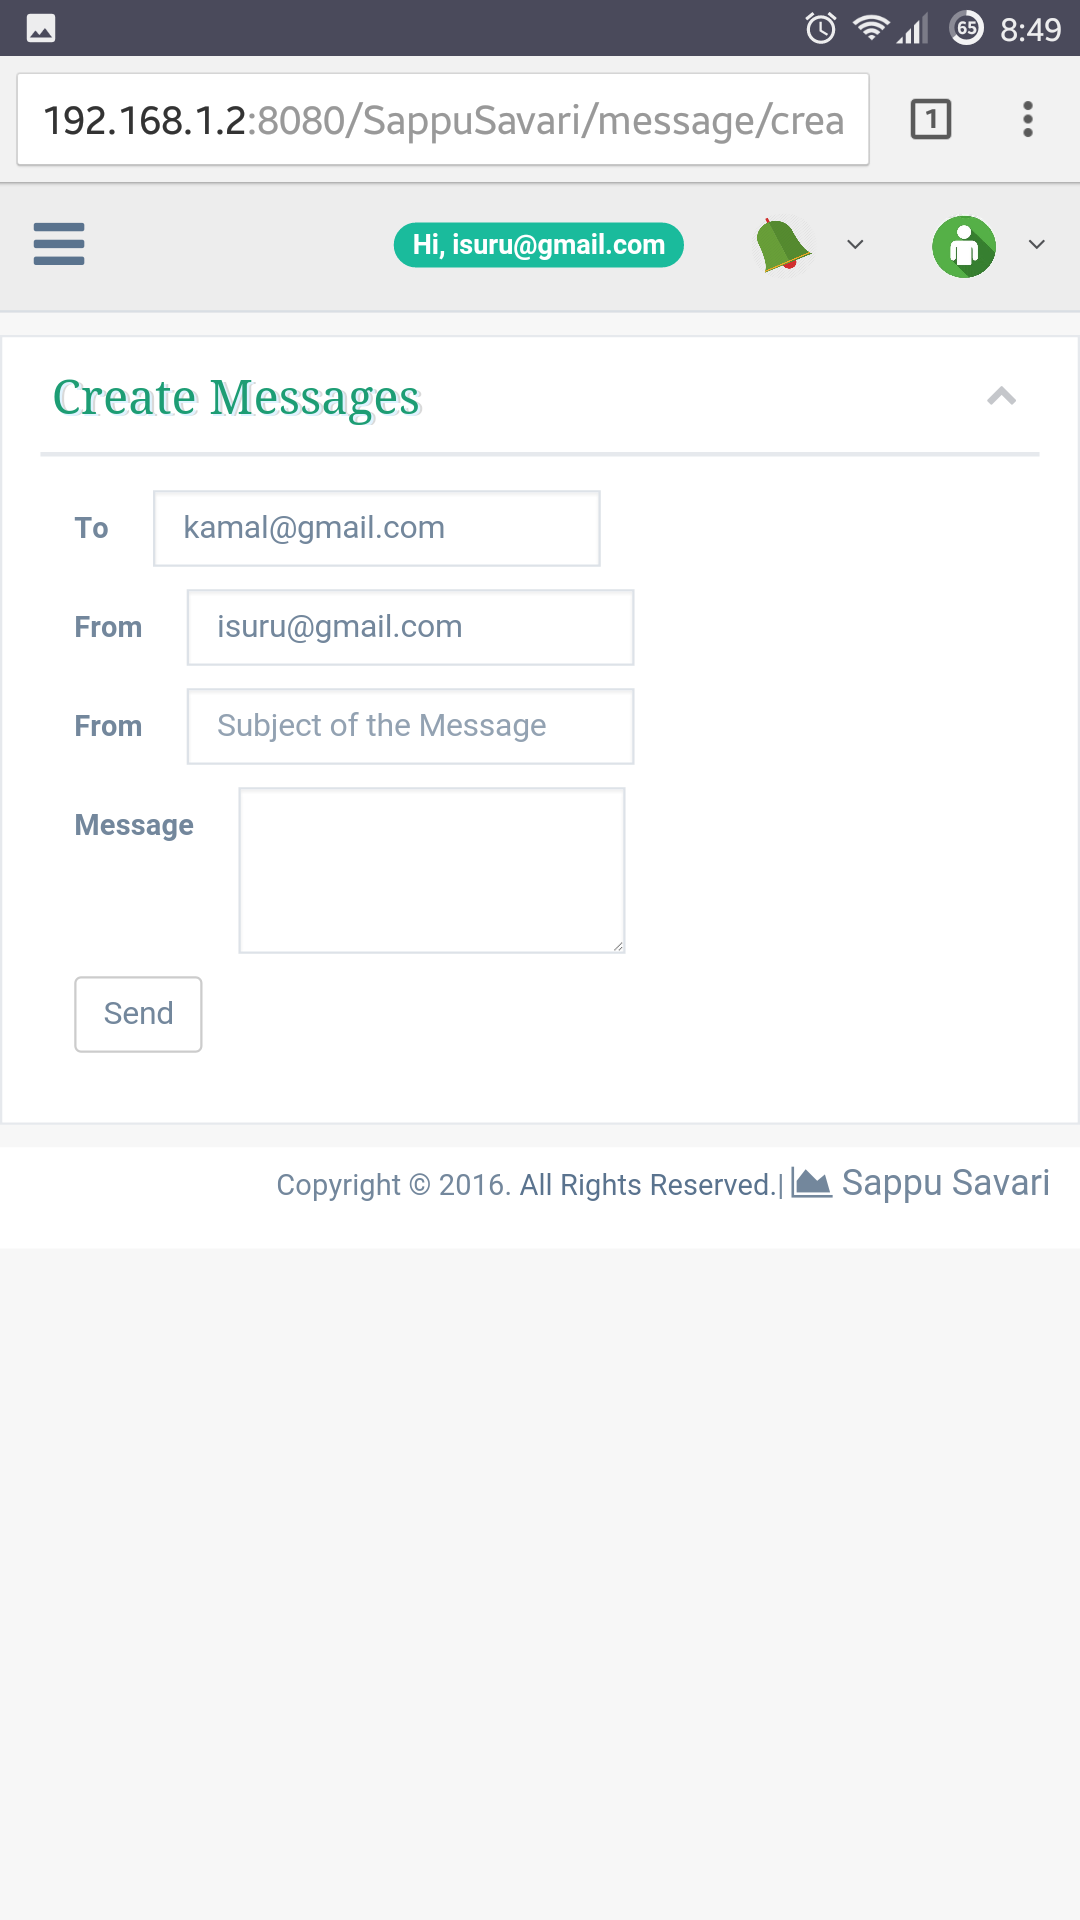 65 8:49
192.168.1.2:8080/SappuSavari/message/crea
1
Hi, isuru@gmail.com
Create Messages
To kamal@gmail.com
From isuru@gmail.com
From Subject of the Message
Message
Send
Copyright © 2016. All Rights Reserved.| Sappu Savari